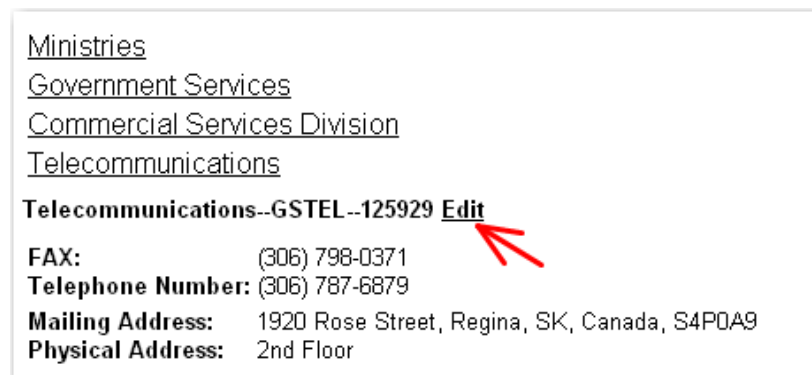 Ministries
Government Services
Commercial Services Division
Telecommunications
Telecommunications--GSTEL--125929 Edit
FAX: (306) 798-0371
Telephone Number: (306) 787-6879
Mailing Address: 1920 Rose Street, Regina, SK, Canada, S4P0A9
Physical Address: 2nd Floor